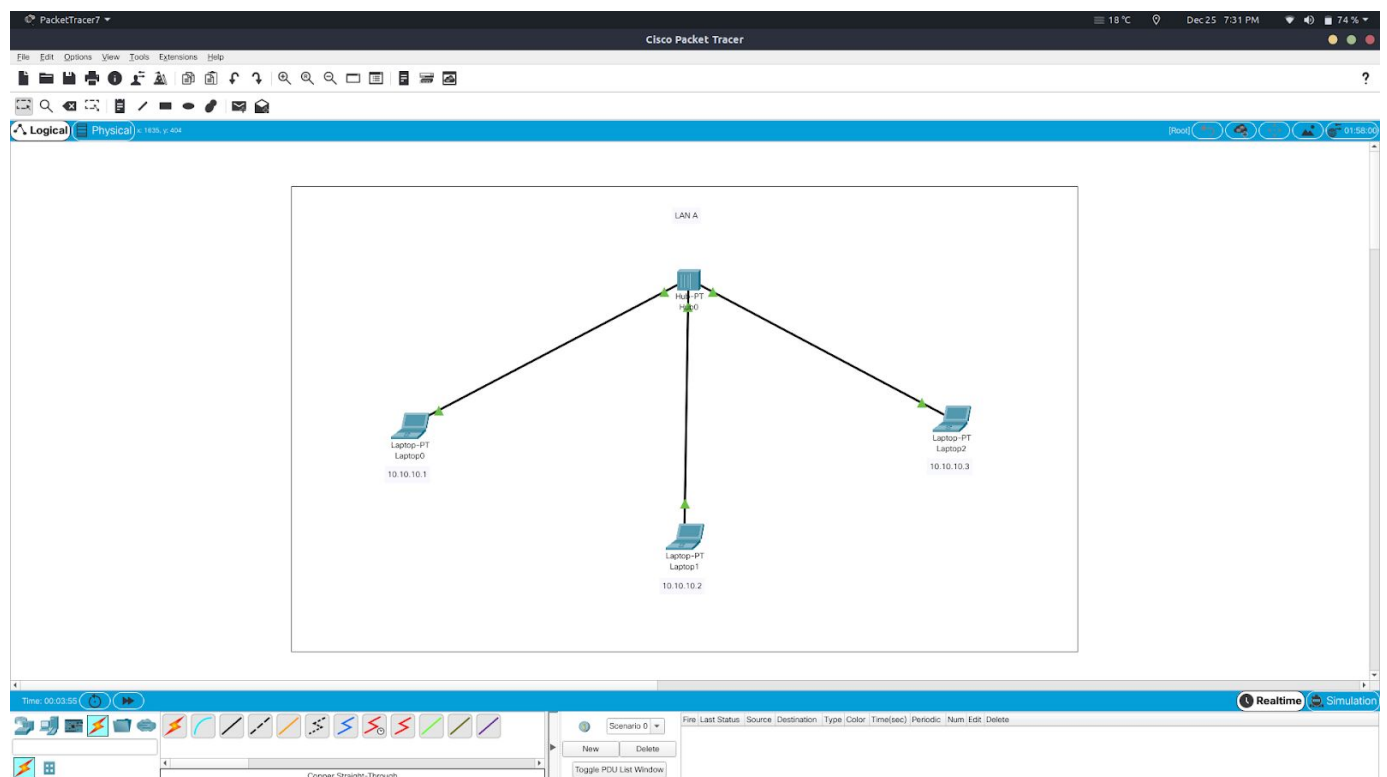 PacketTracer7
18 °C
Dec 25 7:31 PM
74 %
Cisco Packet Tracer
File Edit Options View Tools Extensions Help
?
Logical
Physical
x: 1835, y: 404
[Root]
01:58:00
LAN A
Hub-PT
Hub0
Laptop-PT
Laptop0
10.10.10.1
Laptop-PT
Laptop2
10.10.10.3
Laptop-PT
Laptop1
10.10.10.2
Time: 00:03:55
Realtime
Simulation
Scenario 0
Fire Last Status Source Destination Type Color Time(sec) Periodic Num Edit Delete
New
Delete
Toggle PDU List Window
Copper Straight-Through